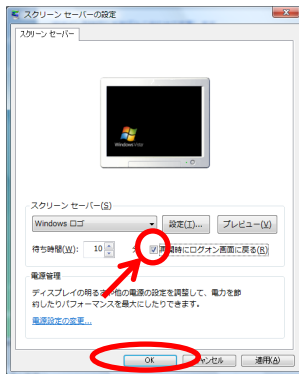 スクリーン セーバーの設定
スクリーン セーバー
Windows Vista
スクリーン セーバー(S)
Windows ロゴ 設定(T)... プレビュー(V)
待ち時間(W): 10 再開時にログオン画面に戻る(R)
電源管理
ディスプレイの明るさや他の電源の設定を調整して、電力を節
約したりパフォーマンスを最大にしたりできます。
電源設定の変更...
OK キャンセル 適用(A)